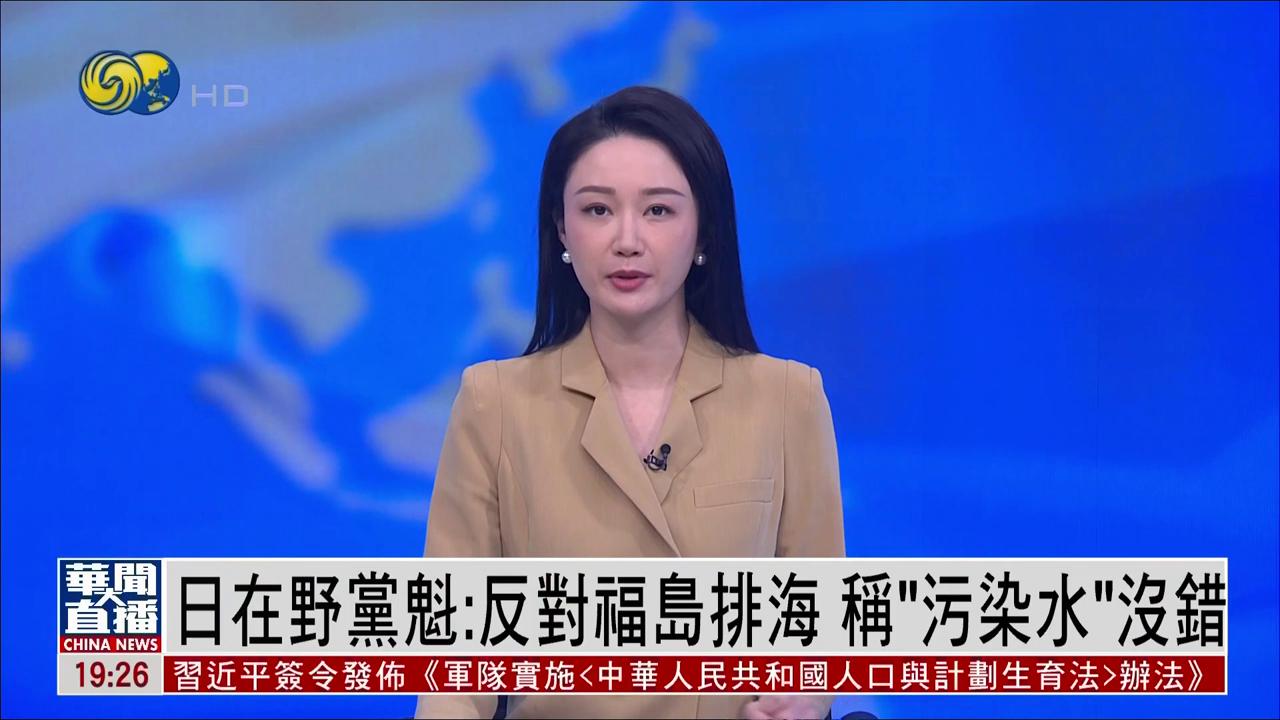 HD
華聞大直播
CHINA NEWS
日在野黨魁:反對福島排海 稱"污染水"沒錯
19:26
習近平簽令發佈《軍隊實施<中華人民共和國人口與計劃生育法>辦法》